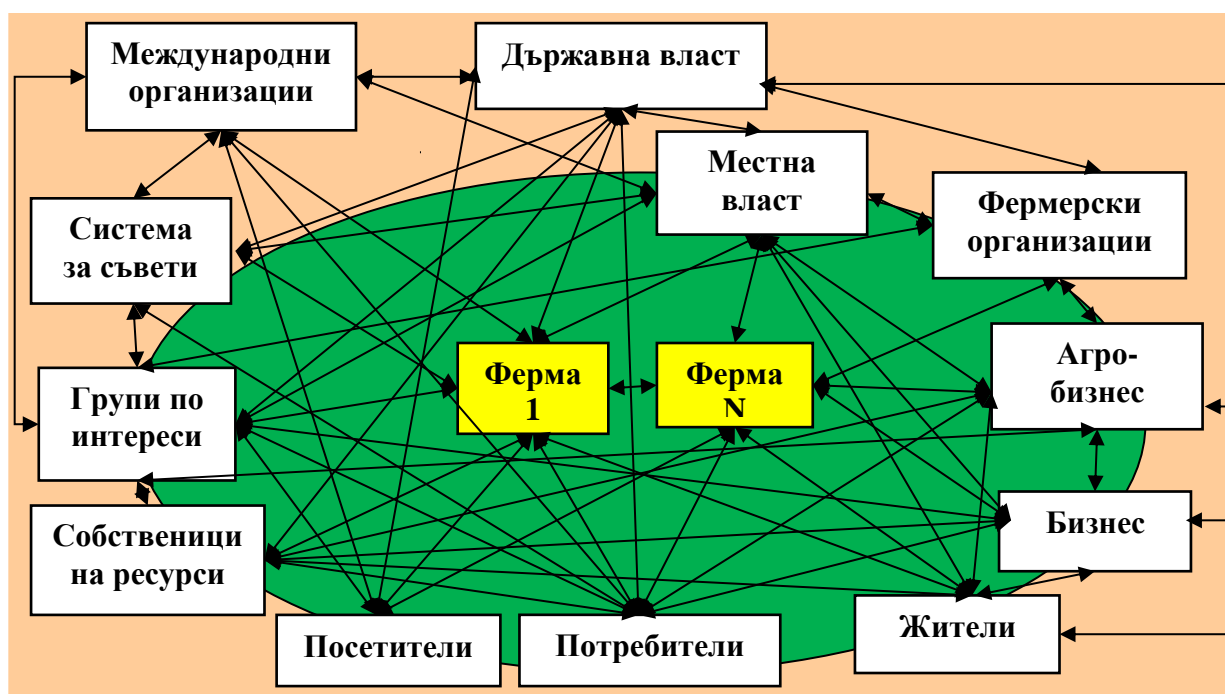 Международни
организации
Държавна власт
Местна
власт
Система
за съвети
Фермерски
организации
Ферма
1
Ферма
N
Агро-
бизнес
Групи по
интереси
Собственици
на ресурси
Бизнес
Посетители
Потребители
Жители